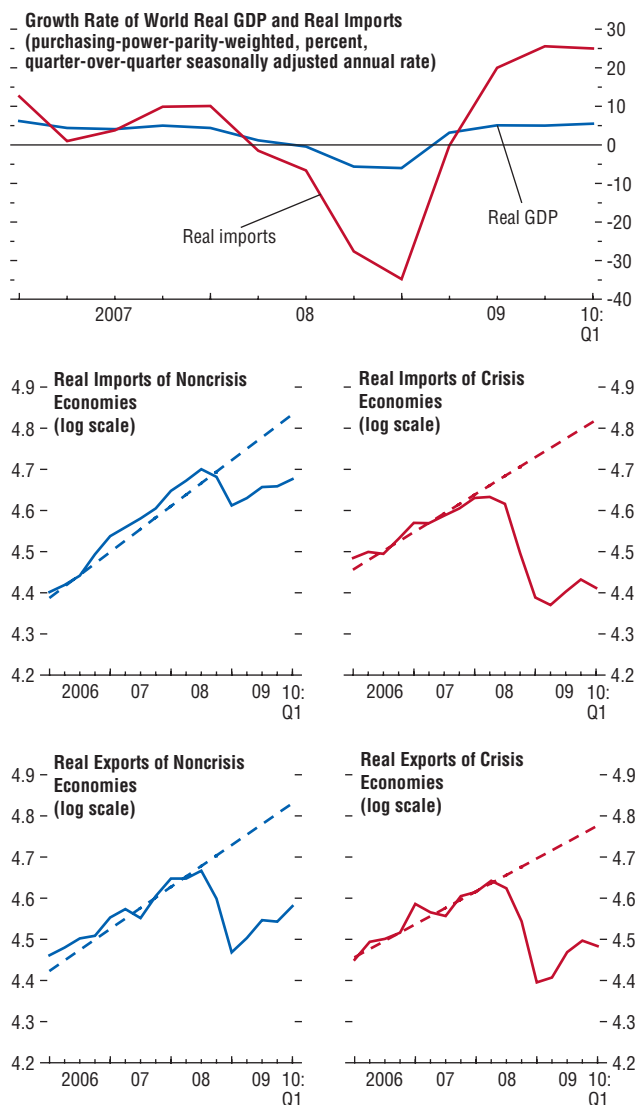 Growth Rate of World Real GDP and Real Imports
(purchasing-power-parity-weighted, percent,
quarter-over-quarter seasonally adjusted annual rate)
30
20
10
0
-10
-20
-30
-40
Real imports
Real GDP
2007 08 09 10:
Q1
Real Imports of Noncrisis
Economies
(log scale)
4.9
4.8
4.7
4.6
4.5
4.4
4.3
4.2
2006 07 08 09 10:
Q1
Real Imports of Crisis
Economies
(log scale)
4.9
4.8
4.7
4.6
4.5
4.4
4.3
4.2
2006 07 08 09 10:
Q1
Real Exports of Noncrisis
Economies
(log scale)
4.9
4.8
4.7
4.6
4.5
4.4
4.3
4.2
2006 07 08 09 10:
Q1
Real Exports of Crisis
Economies
(log scale)
4.9
4.8
4.7
4.6
4.5
4.4
4.3
4.2
2006 07 08 09 10:
Q1